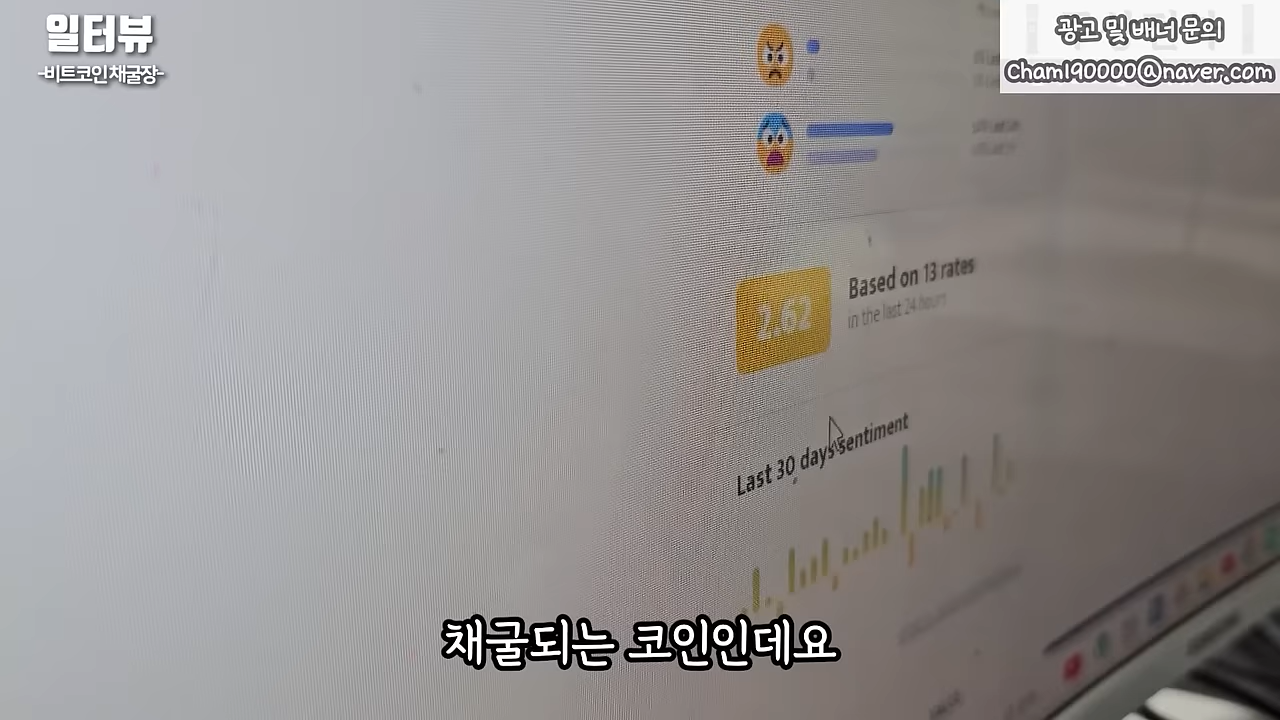 일터뷰
-비트코인 채굴장-
광고 및 배너 문의
Cham190000@naver.com
2.62
Based on 13 rates
in the last 24 hours
Last 30 days sentiment
채굴되는 코인인데요